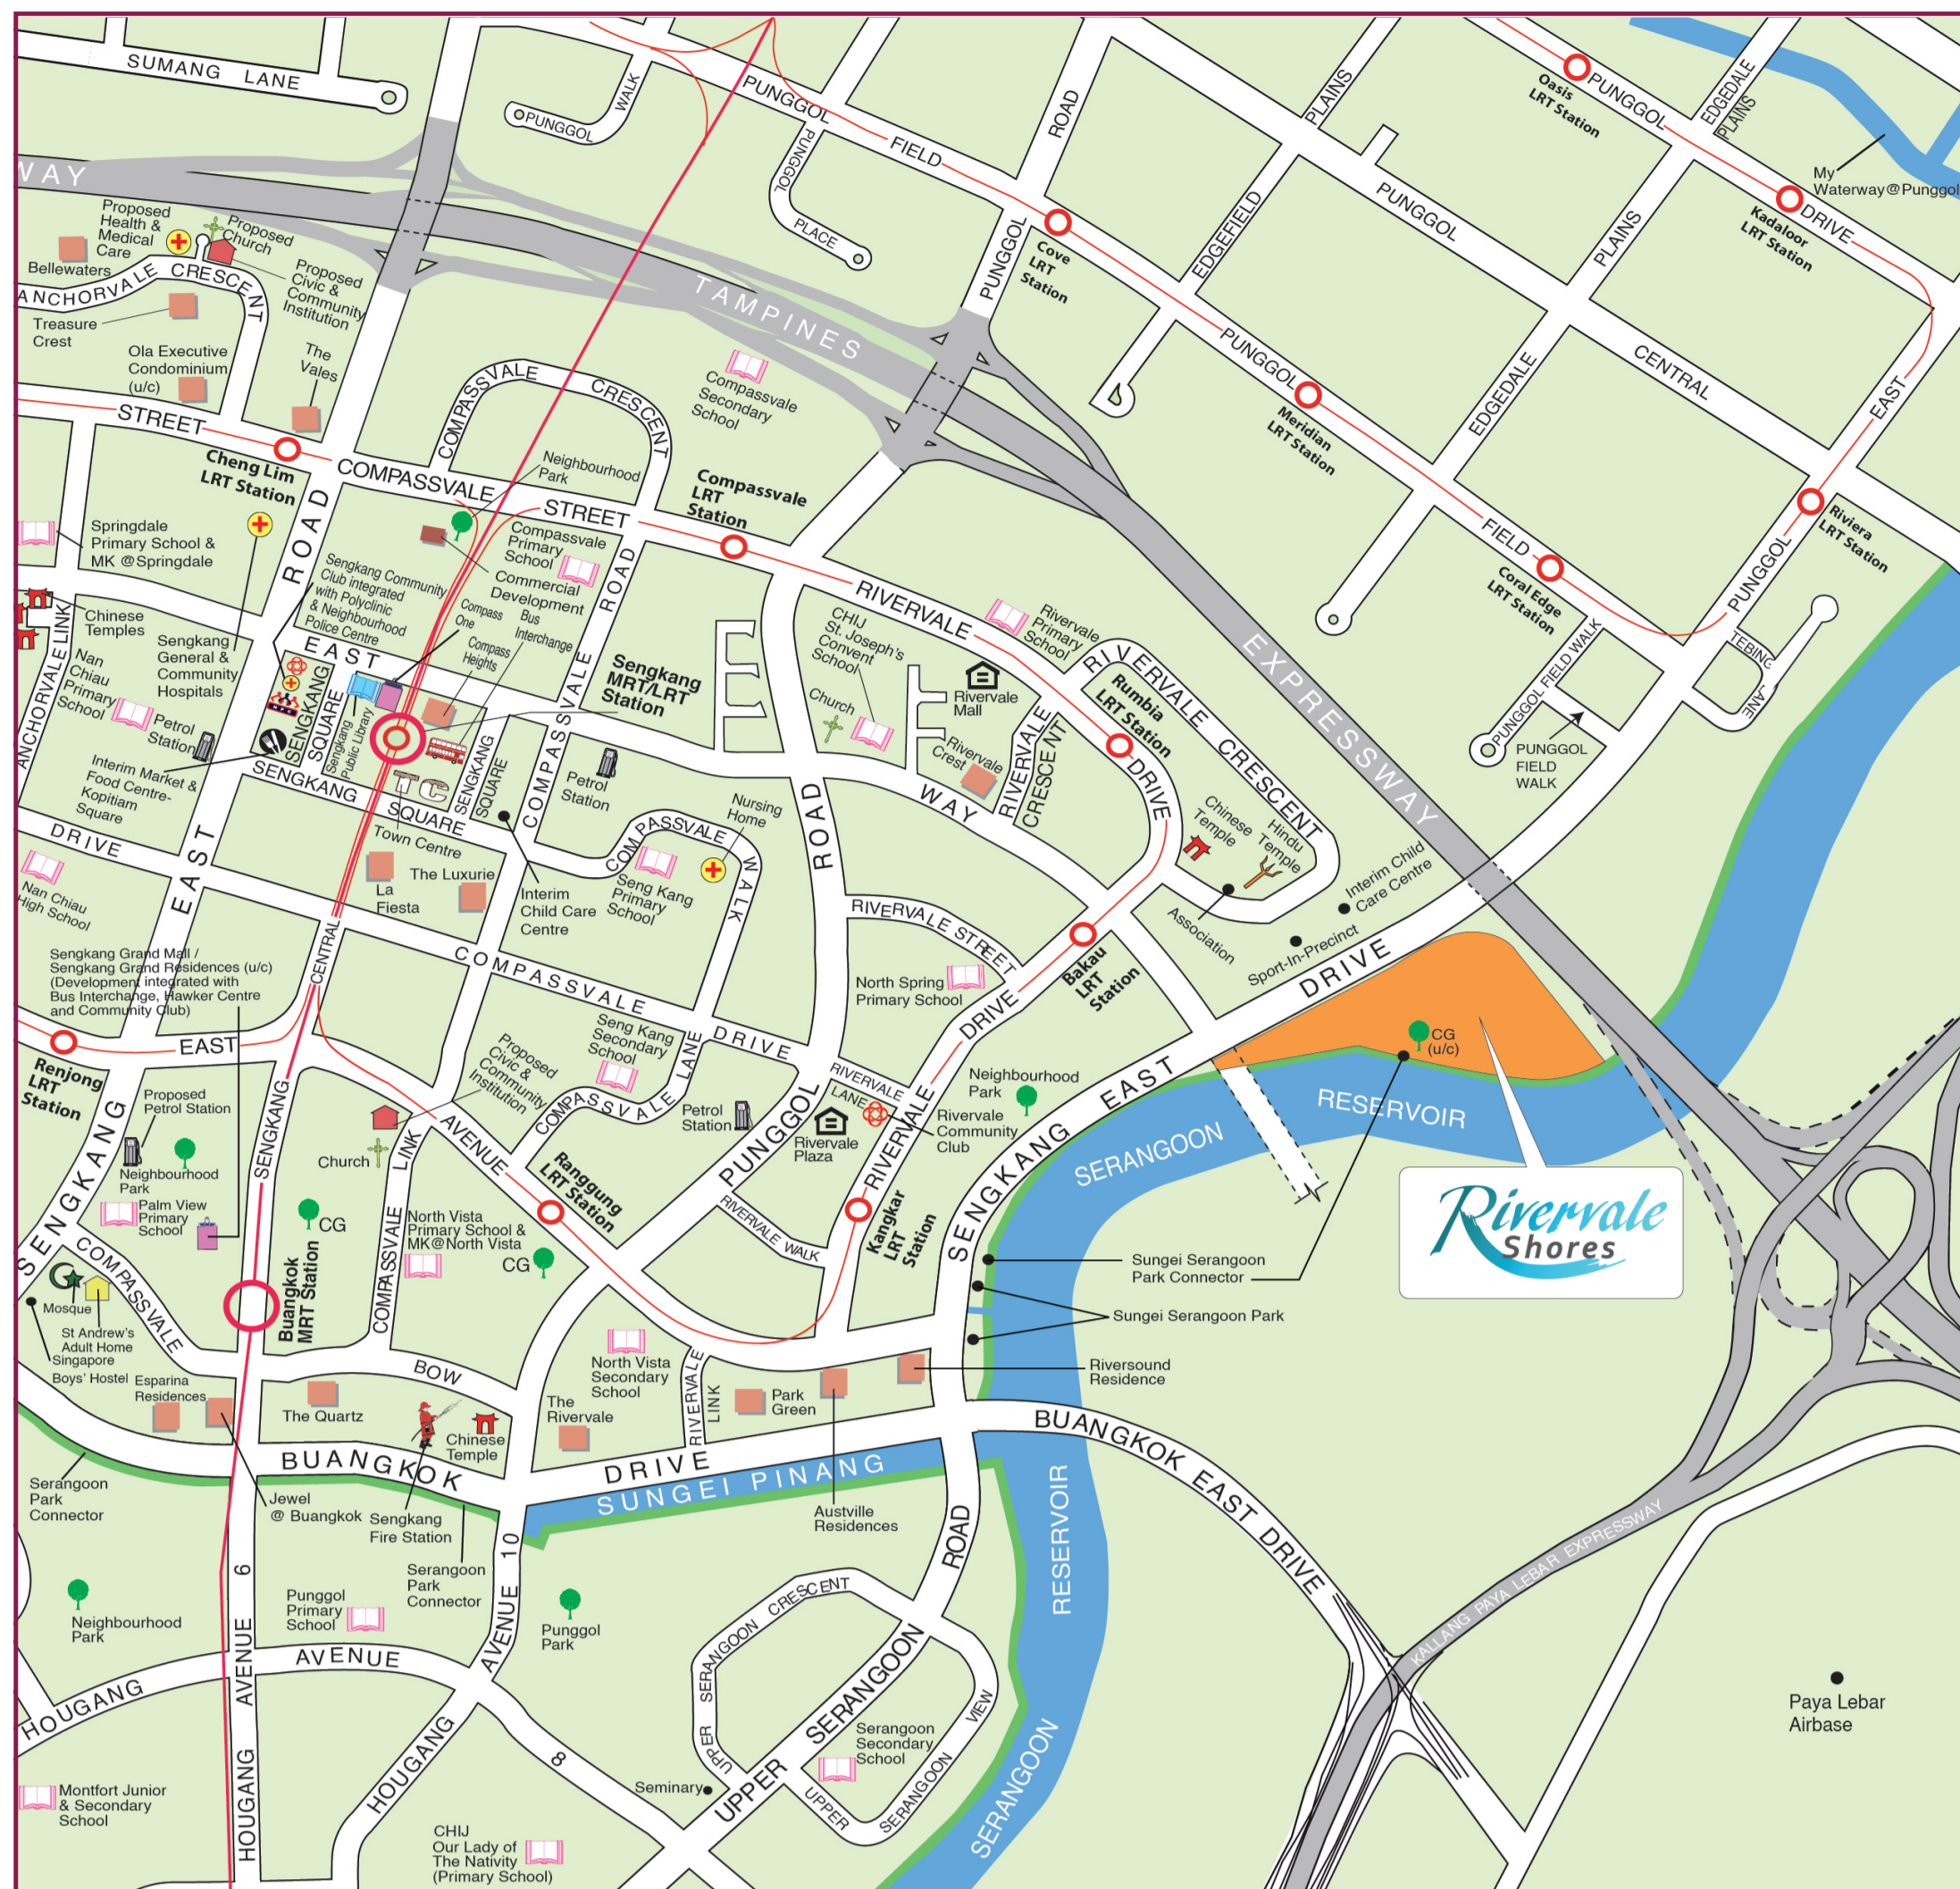 SUMANG LANE
WALK
PUNGGOL
PUNGGOL
FIELD
PUNGGOL
PLACE
ROAD
PUNGGOL
PLAINS
EDGEFIELD
Oasis
LRT Station
PUNGGOL
EDGEDALE
PLAINS
My
Waterway@Punggol
Kadaloor
LRT Station
DRIVE
PUNGGOL
PLAINS
EDGEDALE
CENTRAL
EAST
WAY
TAMPINES
Cove
LRT
Station
Proposed
Health &
Medical
Care
Proposed
Church
Bellewaters
ANCHORVALE CRESCENT
Proposed
Civic &
Community
Institution
Treasure
Crest
Ola Executive
Condominium
(u/c)
The
Vales
STREET
Cheng Lim
LRT Station
COMPASSVALE CRESCENT
Compassvale
Secondary
School
PUNGGOL
Meridian
LRT Station
FIELD
Coral Edge
LRT Station
Riviera
LRT Station
PUNGGOL
TEBING
LANE
PUNGGOL FIELD WALK
PUNGGOL
FIELD
WALK
COMPASSVALE
STREET
Neighbourhood
Park
Compassvale
LRT
Station
Springdale
Primary School &
MK @Springdale
ROAD
Sengkang Community
Club integrated
with Polyclinic
& Neighbourhood
Police Centre
Compassvale
Primary
School
Commercial
Development
Compass
One
Bus
Interchange
Compass
Heights
ROAD
COMPASSVALE
Chinese
Temples
ANCHORVALE LINK
Nan
Chiau
Primary
School
Sengkang
General &
Community
Hospitals
Petrol
Station
EAST
SENGKANG
SQUARE
Sengkang
Public Library
Sengkang
MRT/LRT
Station
Interim Market &
Food Centre-
Kopitiam
Square
SENGKANG
SQUARE
SENGKANG
SQUARE
TC
Town Centre
Petrol
Station
Nursing
Home
RIVERVALE
CHIJ
St. Joseph's
Convent
School
Church
Rivervale
Primary
School
Rivervale
Mall
Rivervale
Crest
RIVERVALE
CRESCENT
RIVERVALE CRESCENT
Rumbia
LRT Station
DRIVE
WAY
EXPRESSWAY
Chinese
Temple
Hindu
Temple
Association
Interim Child
Care Centre
Sport-In-Precinct
DRIVE
Nan Chiau
High School
EAST
La
Fiesta
The Luxurie
Interim
Child Care
Centre
COMPASSVALE
WALK
Seng Kang
Primary
School
ROAD
RIVERVALE STREET
North Spring
Primary School
Bakau
LRT
Station
DRIVE
CG
(u/c)
DRIVE
Sengkang Grand Mall /
Sengkang Grand Residences (u/c)
(Development integrated with
Bus Interchange, Hawker Centre
and Community Club)
CENTRAL
COMPASSVALE
DRIVE
EAST
Renjong
LRT
Station
Proposed
Petrol Station
Neighbourhood
Park
SENGKANG
SENGKANG
Proposed
Civic &
Community
Institution
Seng Kang
Secondary
School
COMPASSVALE LANE
Petrol
Station
PUNGGOL
RIVERVALE
LANE
Rivervale
Plaza
RIVERVALE
Neighbourhood
Park
Rivervale
Community
Club
SENGKANG EAST
SERANGOON
RESERVOIR
Rivervale
Shores
Church
LINK
COMPASSVALE
AVENUE
Ranggung
LRT Station
RIVERVALE WALK
Kangkar
LRT
Station
Palm View
Primary
School
CG
North Vista
Primary School &
MK@North Vista
CG
Buangkok
MRT Station
COMPASSVALE
BOW
Mosque
St Andrew's
Adult Home
Singapore
Boys' Hostel
Esparina
Residences
The Quartz
Sungei Serangoon
Park Connector
Sungei Serangoon Park
Riversound
Residence
North Vista
Secondary
School
RIVERVALE
LINK
Park
Green
The
Rivervale
Chinese
Temple
BUANGKOK
DRIVE
SUNGEI PINANG
Austville
Residences
BUANGKOK EAST DRIVE
Serangoon
Park
Connector
Jewel
@ Buangkok
Sengkang
Fire Station
Serangoon
Park
Connector
KALLANG PAYA LEBAR EXPRESSWAY
RESERVOIR
SERANGOON
Neighbourhood
Park
HOUGANG AVENUE 6
Punggol
Primary
School
AVENUE 10
Punggol
Park
ROAD
UPPER SERANGOON CRESCENT
UPPER SERANGOON
UPPER SERANGOON VIEW
Serangoon
Secondary
School
Seminary
HOUGANG
AVENUE
8
HOUGANG
Montfort Junior
& Secondary
School
CHIJ
Our Lady of
The Nativity
(Primary School)
Paya Lebar
Airbase